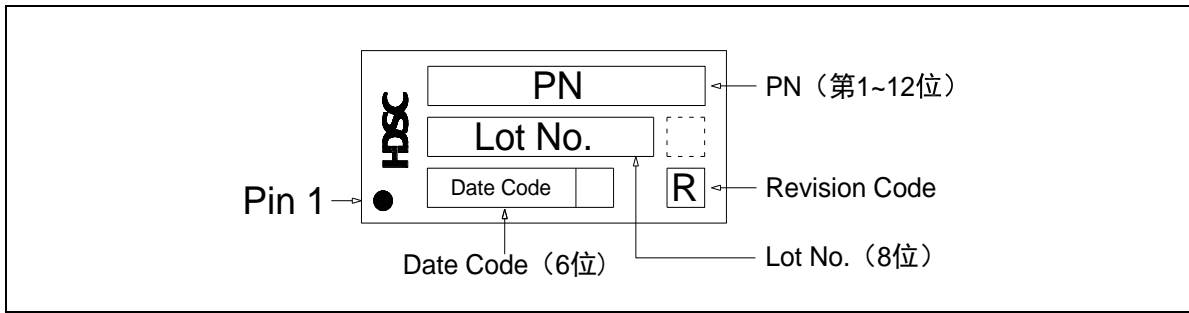 HDSC
PN
PN（第1~12位）
Lot No.
Date Code
R
Revision Code
Pin 1
Date Code（6位）
Lot No.（8位）